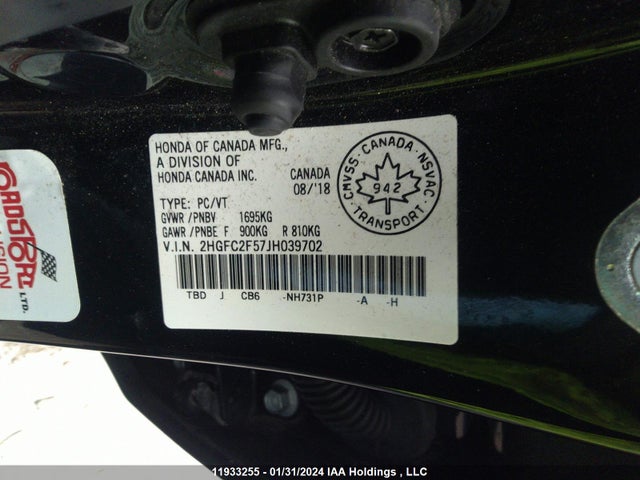 HONDA OF CANADA MFG.,
A DIVISION OF
HONDA CANADA INC.
CANADA
08/'18
TYPE: PC/VT
GVWR /PNBV 1695KG
GAWR /PNBE F 900KG R 810KG
V.I.N. 2HGFC2F57JH039702
TBD J CB6 -NH731P -A -H
CMVSS · CANADA · NSVAC
942
TRANSPORT
LTD.
11933255 - 01/31/2024 IAA Holdings , LLC